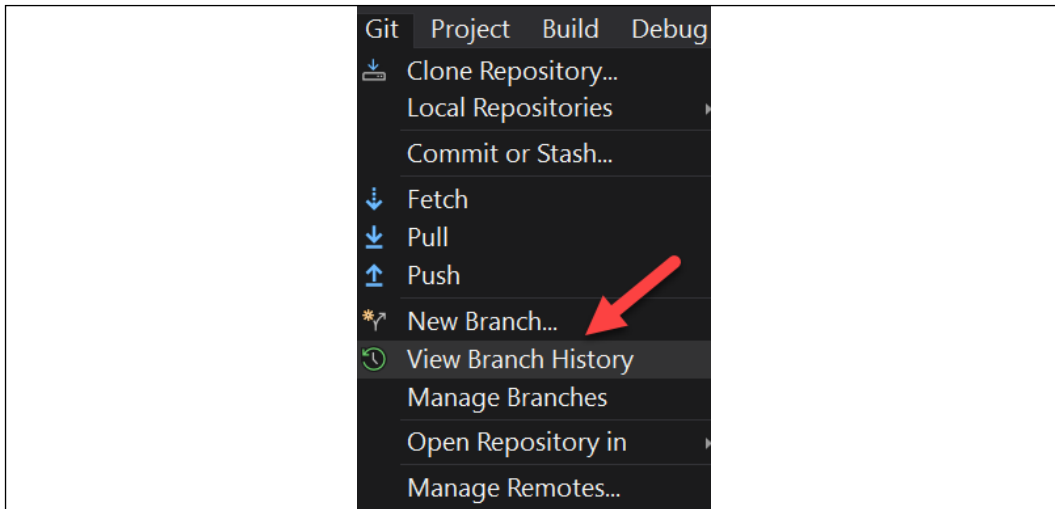 Git Project Build Debug
Clone Repository...
Local Repositories
Commit or Stash...
Fetch
Pull
Push
New Branch...
View Branch History
Manage Branches
Open Repository in
Manage Remotes...